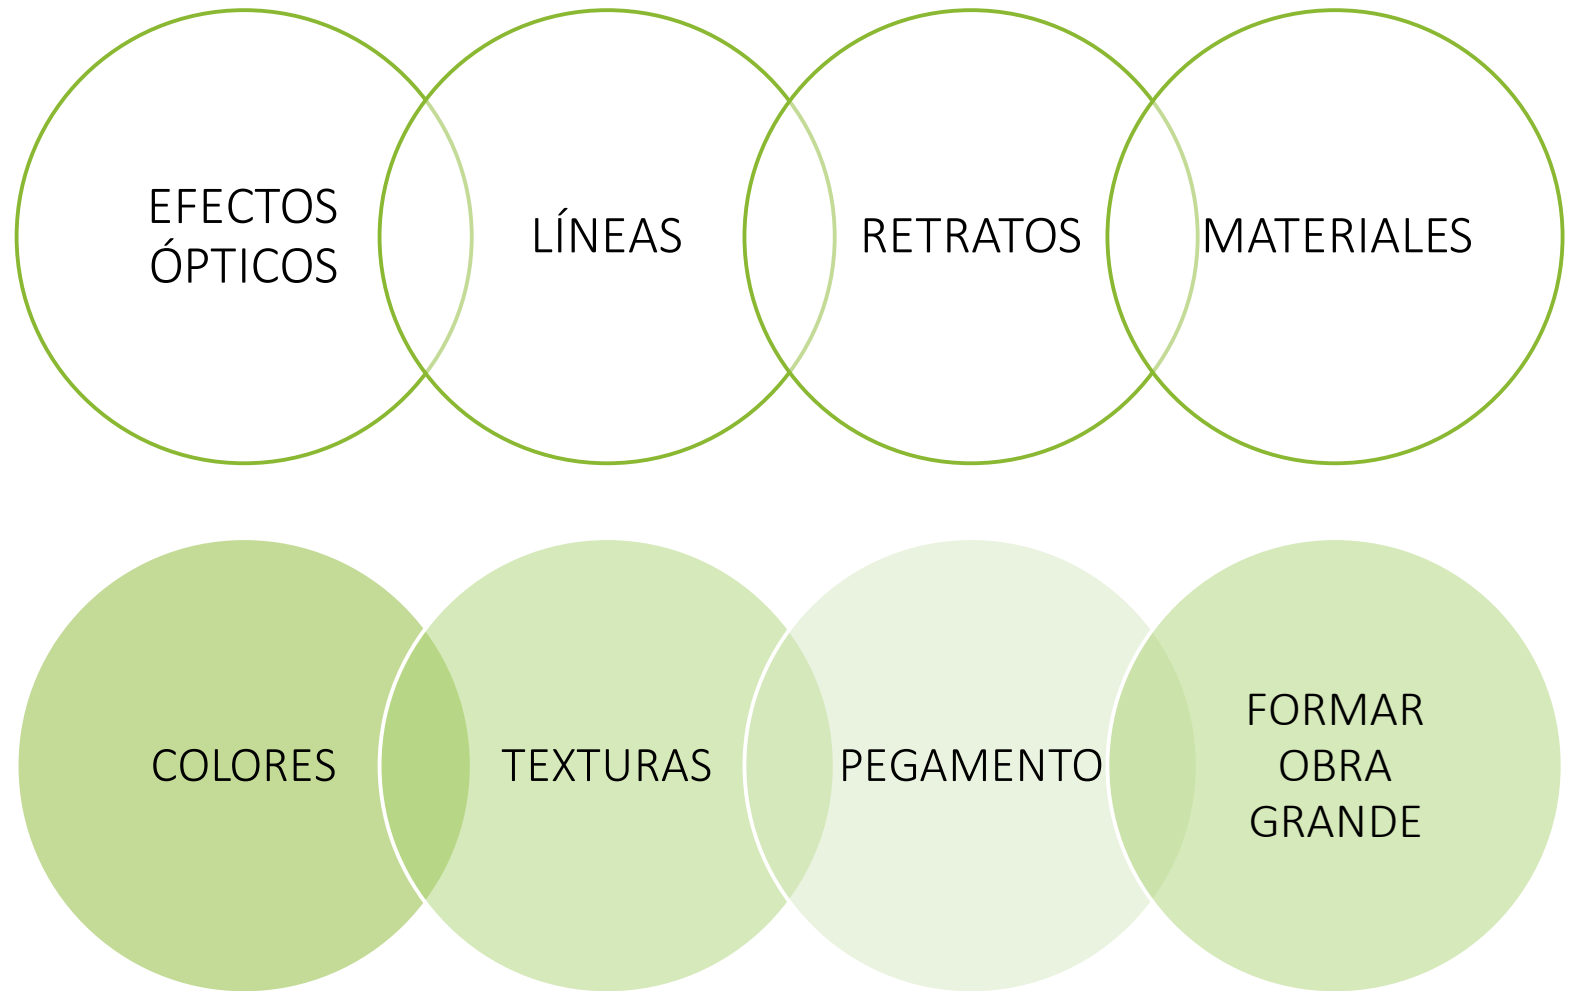 EFECTOS
ÓPTICOS
LÍNEAS
RETRATOS
MATERIALES
COLORES
TEXTURAS
PEGAMENTO
FORMAR
OBRA
GRANDE